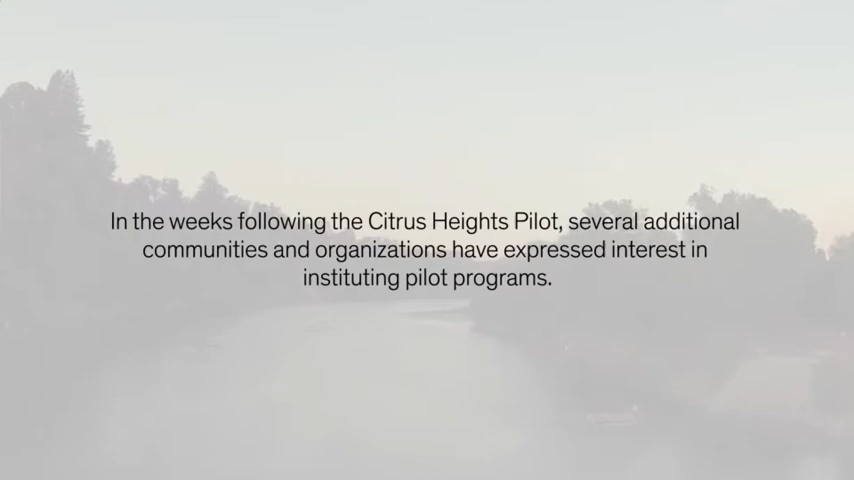 In the weeks following the Citrus Heights Pilot, several additional
communities and organizations have expressed interest in
instituting pilot programs.